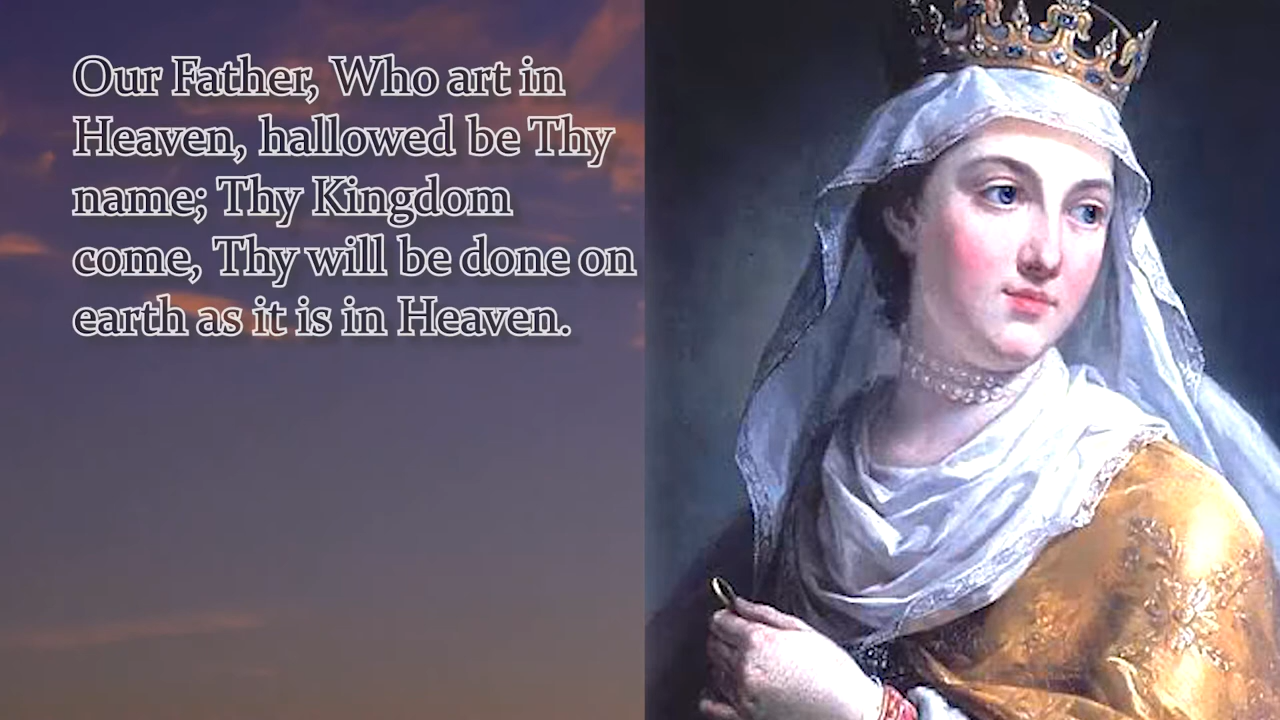 Our Father, Who art in
Heaven, hallowed be Thy
name; Thy Kingdom
come, Thy will be done on
earth as it is in Heaven.